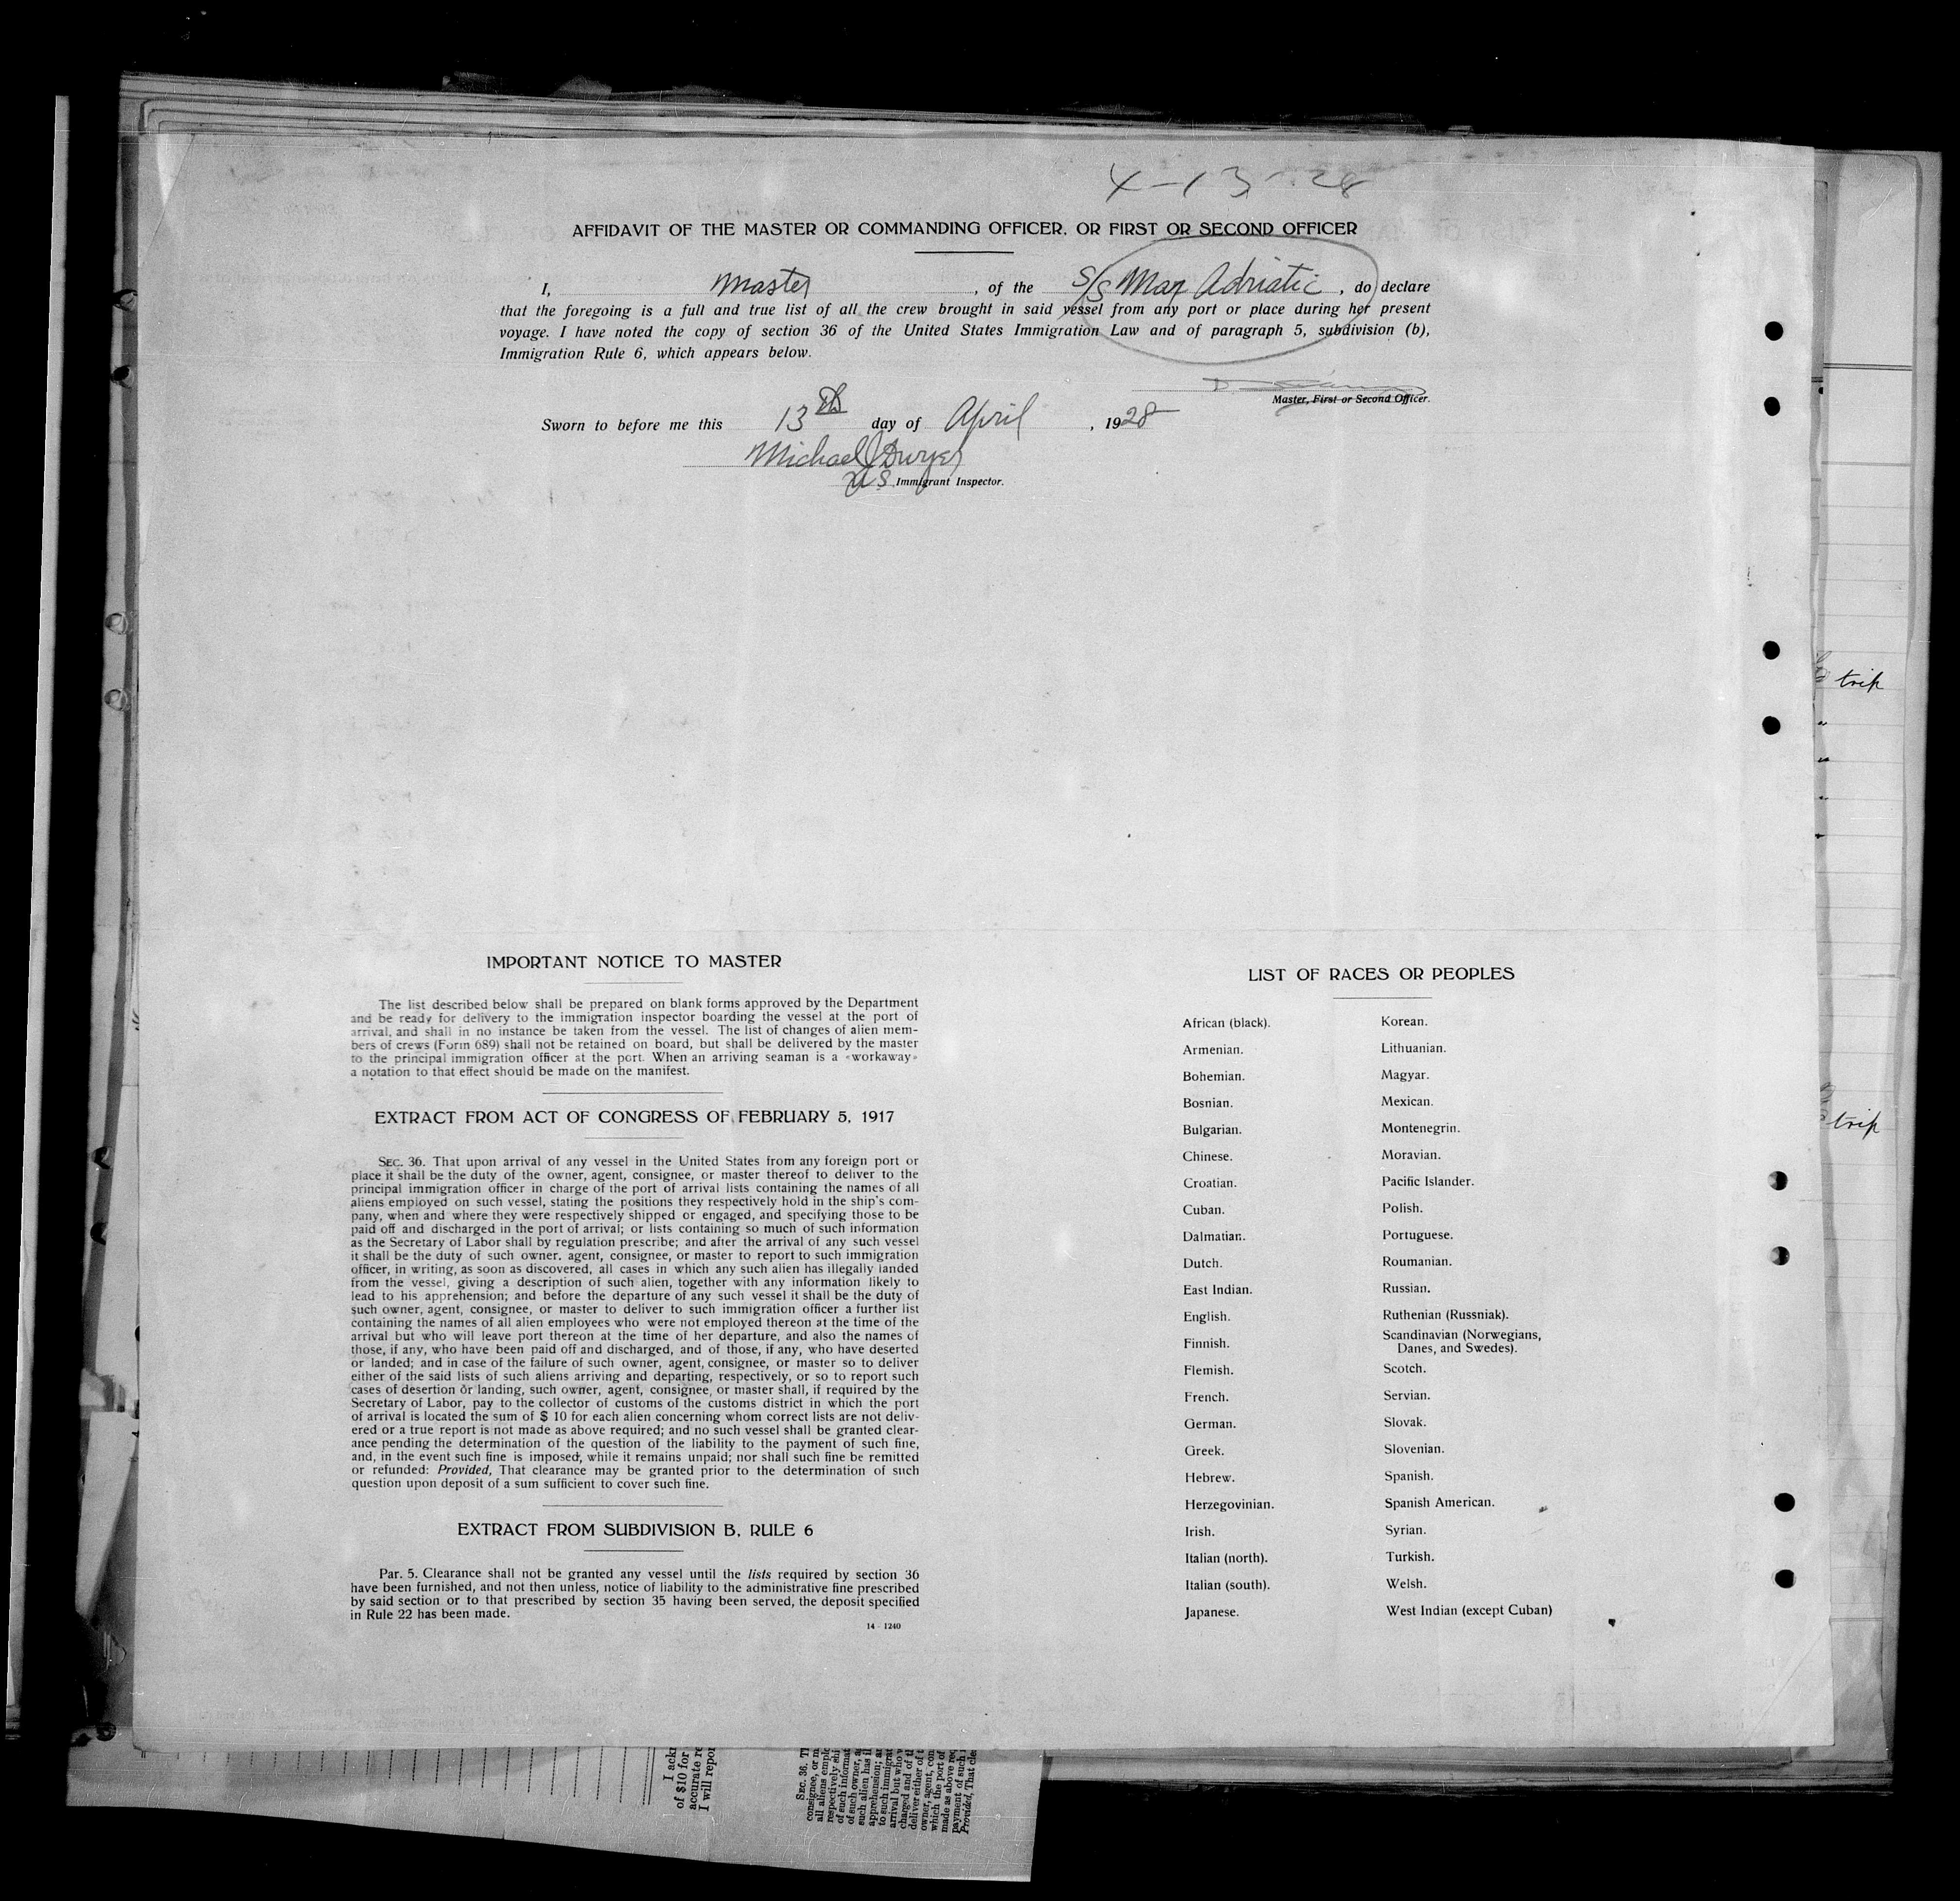 4-13-28
AFFIDAVIT OF THE MASTER OR COMMANDING OFFICER, OR FIRST OR SECOND OFFICER
I, Master, of the S/S Mar Adriatic, do declare
that the foregoing is a full and true list of all the crew brought in said vessel from any port or place during her present
voyage. I have noted the copy of section 36 of the United States Immigration Law and of paragraph 5, subdivision (b),
Immigration Rule 6, which appears below.
Master, First or Second Officer.
Sworn to before me this 13th day of April, 1928
Michael J Dwyer
U S. Immigrant Inspector.
IMPORTANT NOTICE TO MASTER
The list described below shall be prepared on blank forms approved by the Department
and be ready for delivery to the immigration inspector boarding the vessel at the port of
arrival, and shall in no instance be taken from the vessel. The list of changes of alien mem-
bers of crews (Form 689) shall not be retained on board, but shall be delivered by the master
to the principal immigration officer at the port. When an arriving seaman is a «workaway»
a notation to that effect should be made on the manifest.
EXTRACT FROM ACT OF CONGRESS OF FEBRUARY 5, 1917
SEC. 36. That upon arrival of any vessel in the United States from any foreign port or
place it shall be the duty of the owner, agent, consignee, or master thereof to deliver to the
principal immigration officer in charge of the port of arrival lists containing the names of all
aliens employed on such vessel, stating the positions they respectively hold in the ship's com-
pany, when and where they were respectively shipped or engaged, and specifying those to be
paid off and discharged in the port of arrival; or lists containing so much of such information
as the Secretary of Labor shall by regulation prescribe; and after the arrival of any such vessel
it shall be the duty of such owner, agent, consignee, or master to report to such immigration
officer, in writing, as soon as discovered, all cases in which any such alien has illegally landed
from the vessel, giving a description of such alien, together with any information likely to
lead to his apprehension; and before the departure of any such vessel it shall be the duty of
such owner, agent, consignee, or master to deliver to such immigration officer a further list
containing the names of all alien employees who were not employed thereon at the time of the
arrival but who will leave port thereon at the time of her departure, and also the names of
those, if any, who have been paid off and discharged, and of those, if any, who have deserted
or landed; and in case of the failure of such owner, agent, consignee, or master so to deliver
either of the said lists of such aliens arriving and departing, respectively, or so to report such
cases of desertion or landing, such owner, agent, consignee, or master shall, if required by the
Secretary of Labor, pay to the collector of customs of the customs district in which the port
of arrival is located the sum of $ 10 for each alien concerning whom correct lists are not deliv-
ered or a true report is not made as above required; and no such vessel shall be granted clear-
ance pending the determination of the question of the liability to the payment of such fine,
and, in the event such fine is imposed, while it remains unpaid; nor shall such fine be remitted
or refunded: Provided, That clearance may be granted prior to the determination of such
question upon deposit of a sum sufficient to cover such fine.
EXTRACT FROM SUBDIVISION B, RULE 6
Par. 5. Clearance shall not be granted any vessel until the lists required by section 36
have been furnished, and not then unless, notice of liability to the administrative fine prescribed
by said section or to that prescribed by section 35 having been served, the deposit specified
in Rule 22 has been made.
14-1240
LIST OF RACES OR PEOPLES
African (black).
Armenian.
Bohemian.
Bosnian.
Bulgarian.
Chinese.
Croatian.
Cuban.
Dalmatian.
Dutch.
East Indian.
English.
Finnish.
Flemish.
French.
German.
Greek.
Hebrew.
Herzegovinian.
Irish.
Italian (north).
Italian (south).
Japanese.
Korean.
Lithuanian.
Magyar.
Mexican.
Montenegrin.
Moravian.
Pacific Islander.
Polish.
Portuguese.
Roumanian.
Russian.
Ruthenian (Russniak).
Scandinavian (Norwegians,
Danes, and Swedes).
Scotch.
Servian.
Slovak.
Slovenian.
Spanish.
Spanish American.
Syrian.
Turkish.
Welsh.
West Indian (except Cuban)
trip
trip
I ackn
of $10 for
accurate re
I will repor